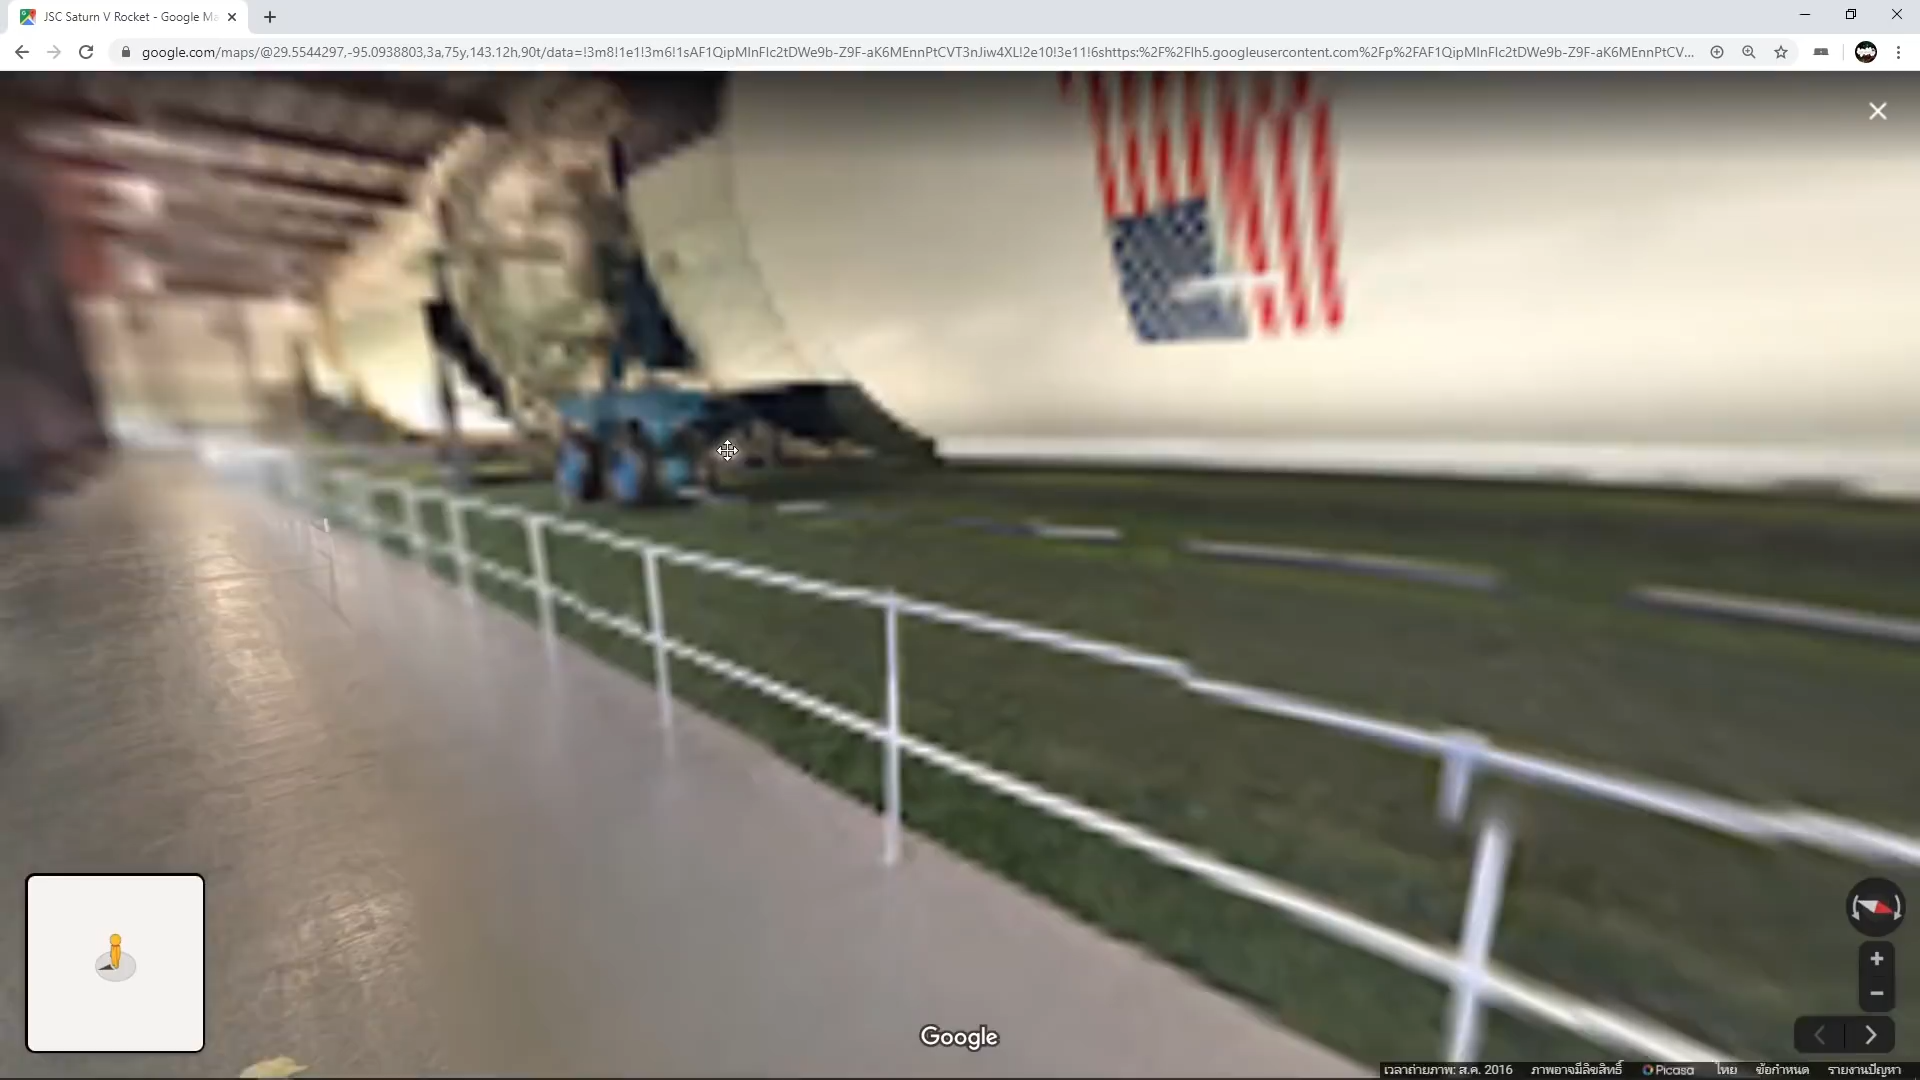 JSC Saturn V Rocket - Google Ma
google.com/maps/@29.5544297,-95.0938803,3a,75y,143.12h,90t/data=!3m8!1e1!3m6!1sAF1QipMlnFIc2tDWe9b-Z9F-aK6MEnnPtCVT3nJiw4XL!2e10!3e11!6shttps:%2F%2Flh5.googleusercontent.com%2Fp%2FAF1QipMlnFIc2tDWe9b-Z9F-aK6MEnnPtCV...
Google
เวลาถ่ายภาพ: ส.ค. 2016 ภาพอาจมีลิขสิทธิ์ Picasa ไทย ข้อกำหนด รายงานปัญหา